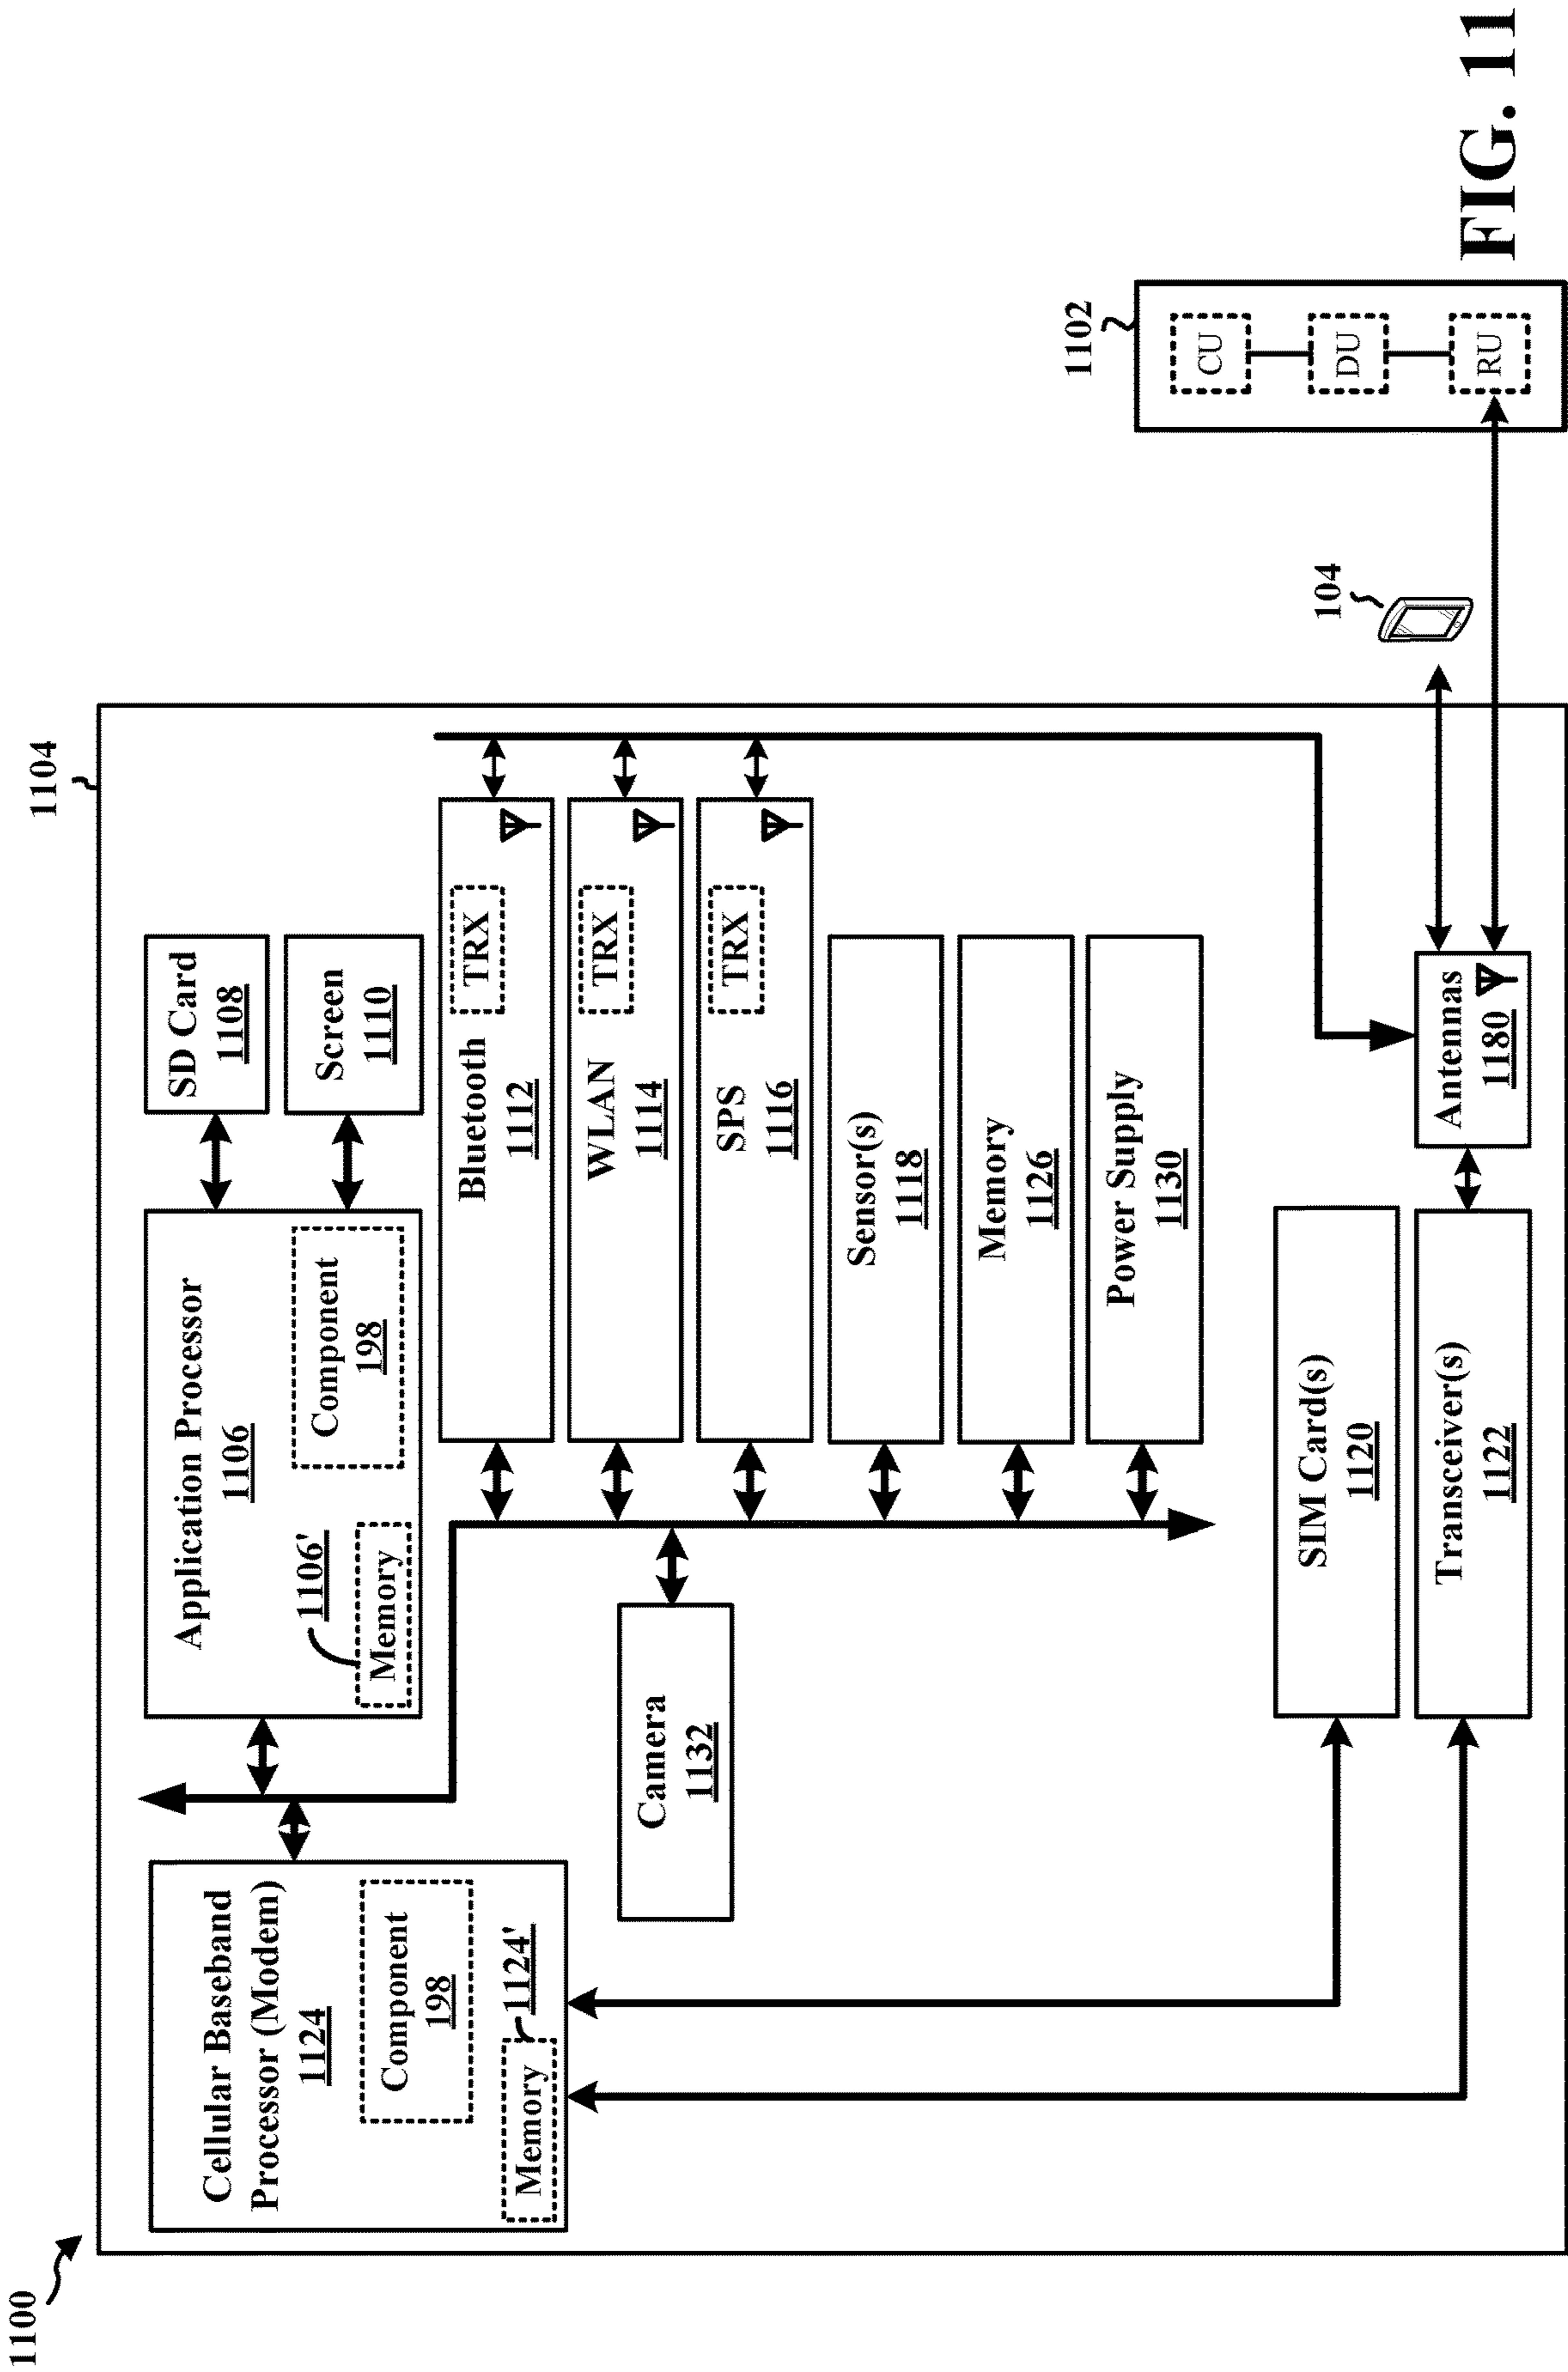 1100
1104
Cellular Baseband
Processor (Modem)
1124
Component
198
Memory
1124'
Application Processor
1106
1106'
Memory
Component
198
SD Card
1108
Screen
1110
Bluetooth
1112
TRX
WLAN
1114
TRX
SPS
1116
TRX
Camera
1132
Sensor(s)
1118
Memory
1126
Power Supply
1130
SIM Card(s)
1120
Transceiver(s)
1122
Antennas
1180
104
1102
CU
DU
RU
FIG. 11